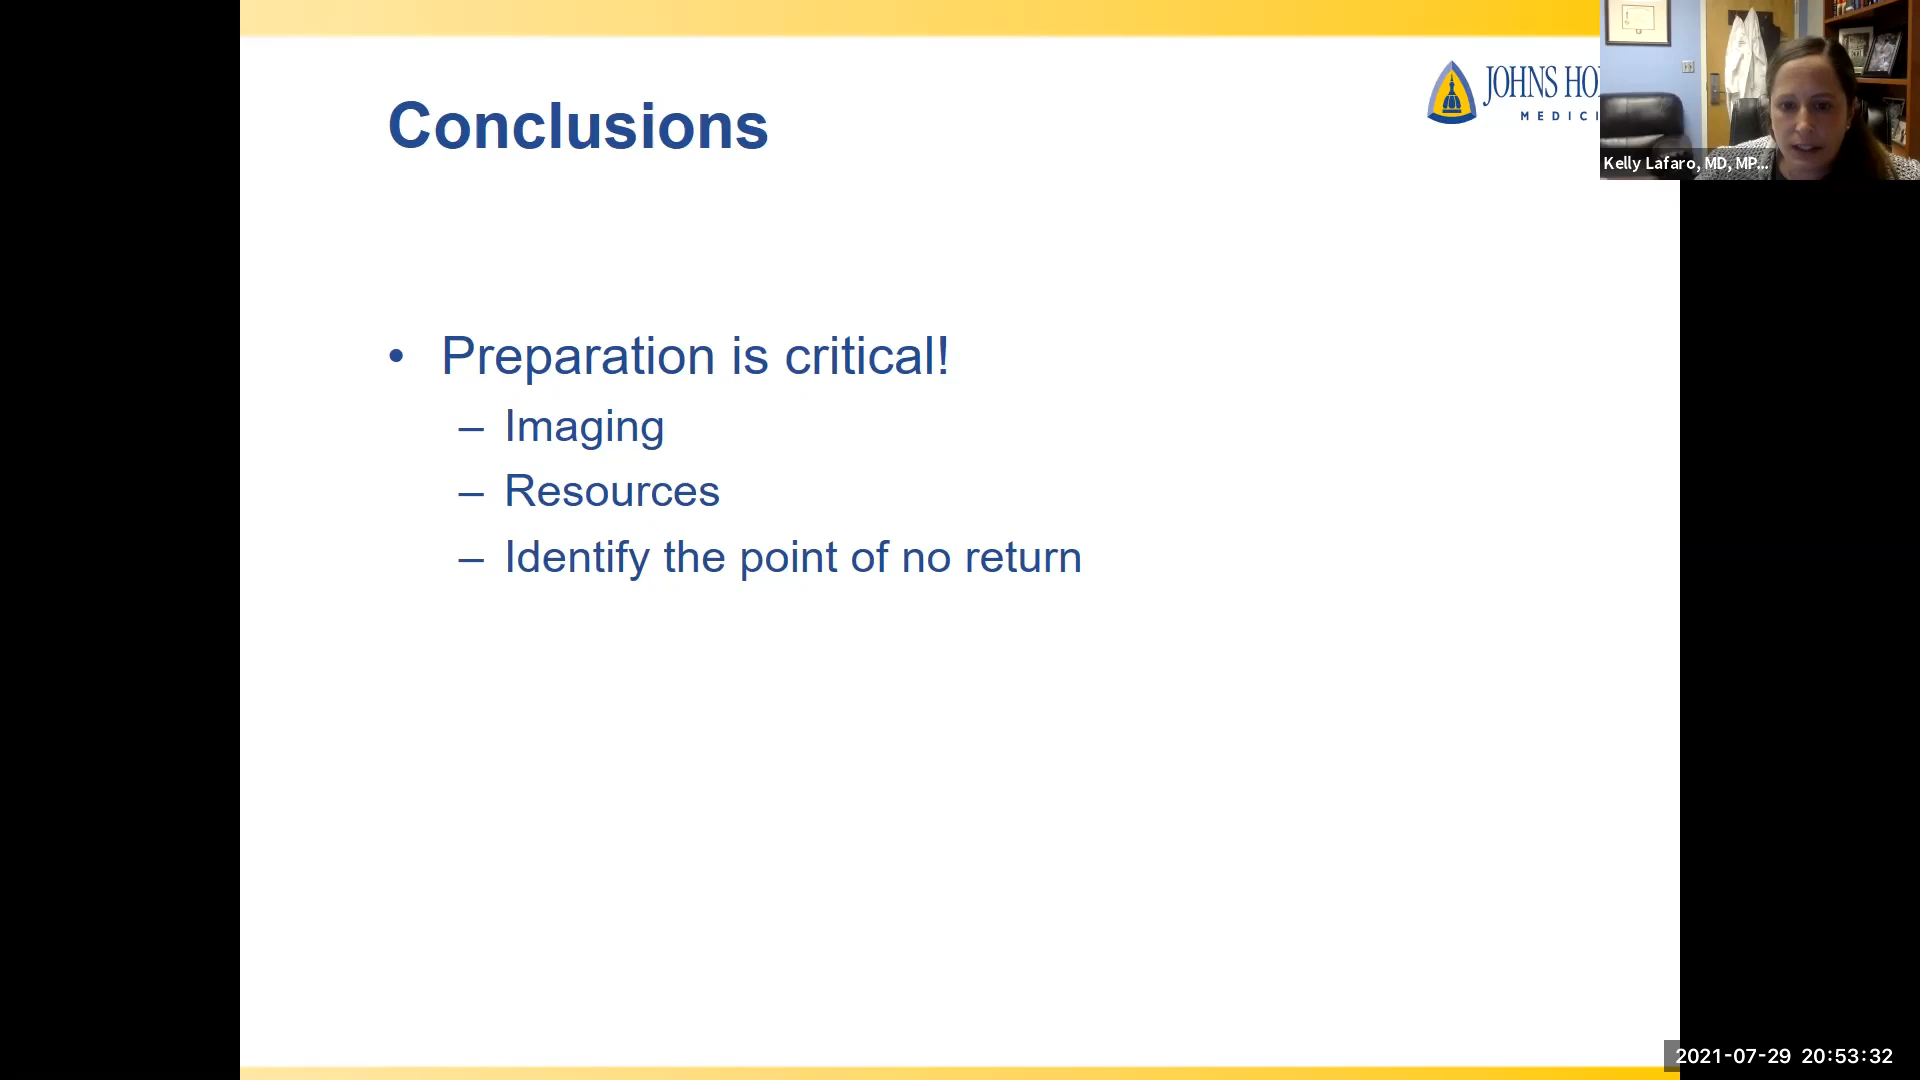 JOHNS HO
MEDICI
Conclusions
Kelly Lafaro, MD, MP...
• Preparation is critical!
– Imaging
– Resources
– Identify the point of no return
2021-07-29 20:53:32